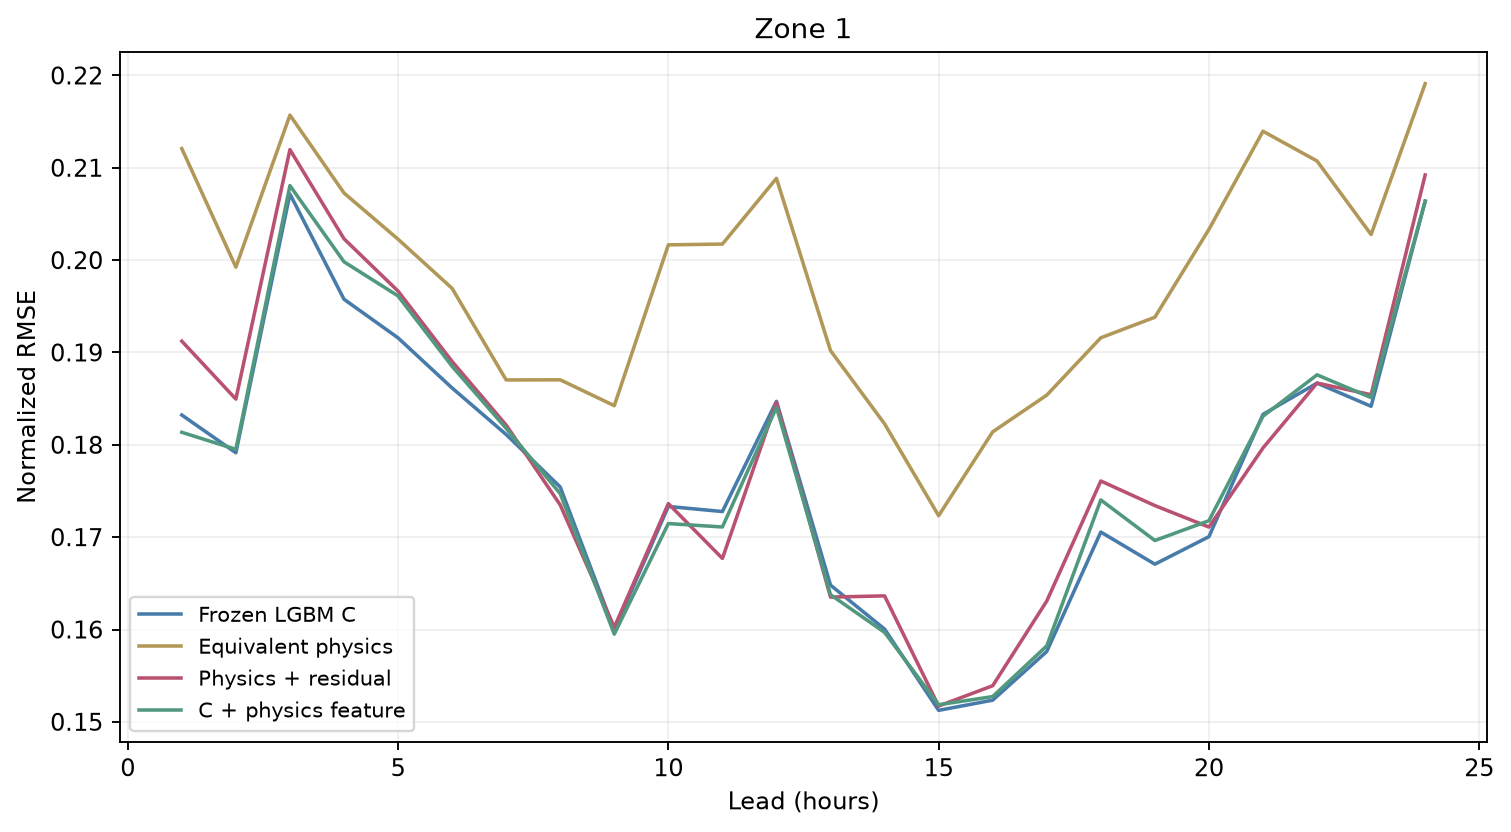 Zone 1
Normalized RMSE
0.22
0.21
0.20
0.19
0.18
0.17
0.16
0.15
Frozen LGBM C
Equivalent physics
Physics + residual
C + physics feature
0 5 10 15 20 25
Lead (hours)